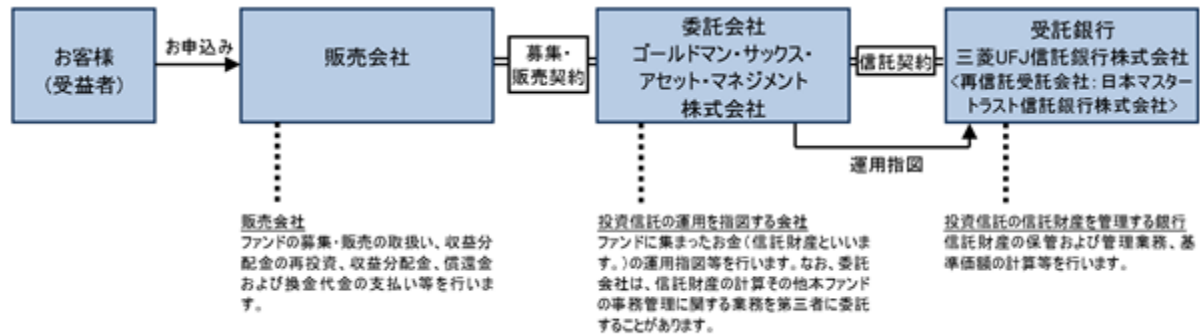 お客様
（受益者）
お申込み
販売会社
募集・
販売契約
委託会社
ゴールドマン・サックス・
アセット・マネジメント
株式会社
信託契約
受託銀行
三菱UFJ信託銀行株式会社
<再信託受託会社：日本マスター
トラスト信託銀行株式会社>
運用指図
販売会社
ファンドの募集・販売の取扱い、収益分
配金の再投資、収益分配金、償還金
および換金代金の支払い等を行いま
す。
投資信託の運用を指図する会社
ファンドに集まったお金（信託財産といいま
す。）の運用指図等を行います。なお、委託
会社は、信託財産の計算その他本ファンド
の事務管理に関する業務を第三者に委託
することがあります。
投資信託の信託財産を管理する銀行
信託財産の保管および管理業務、基
準価額の計算等を行います。